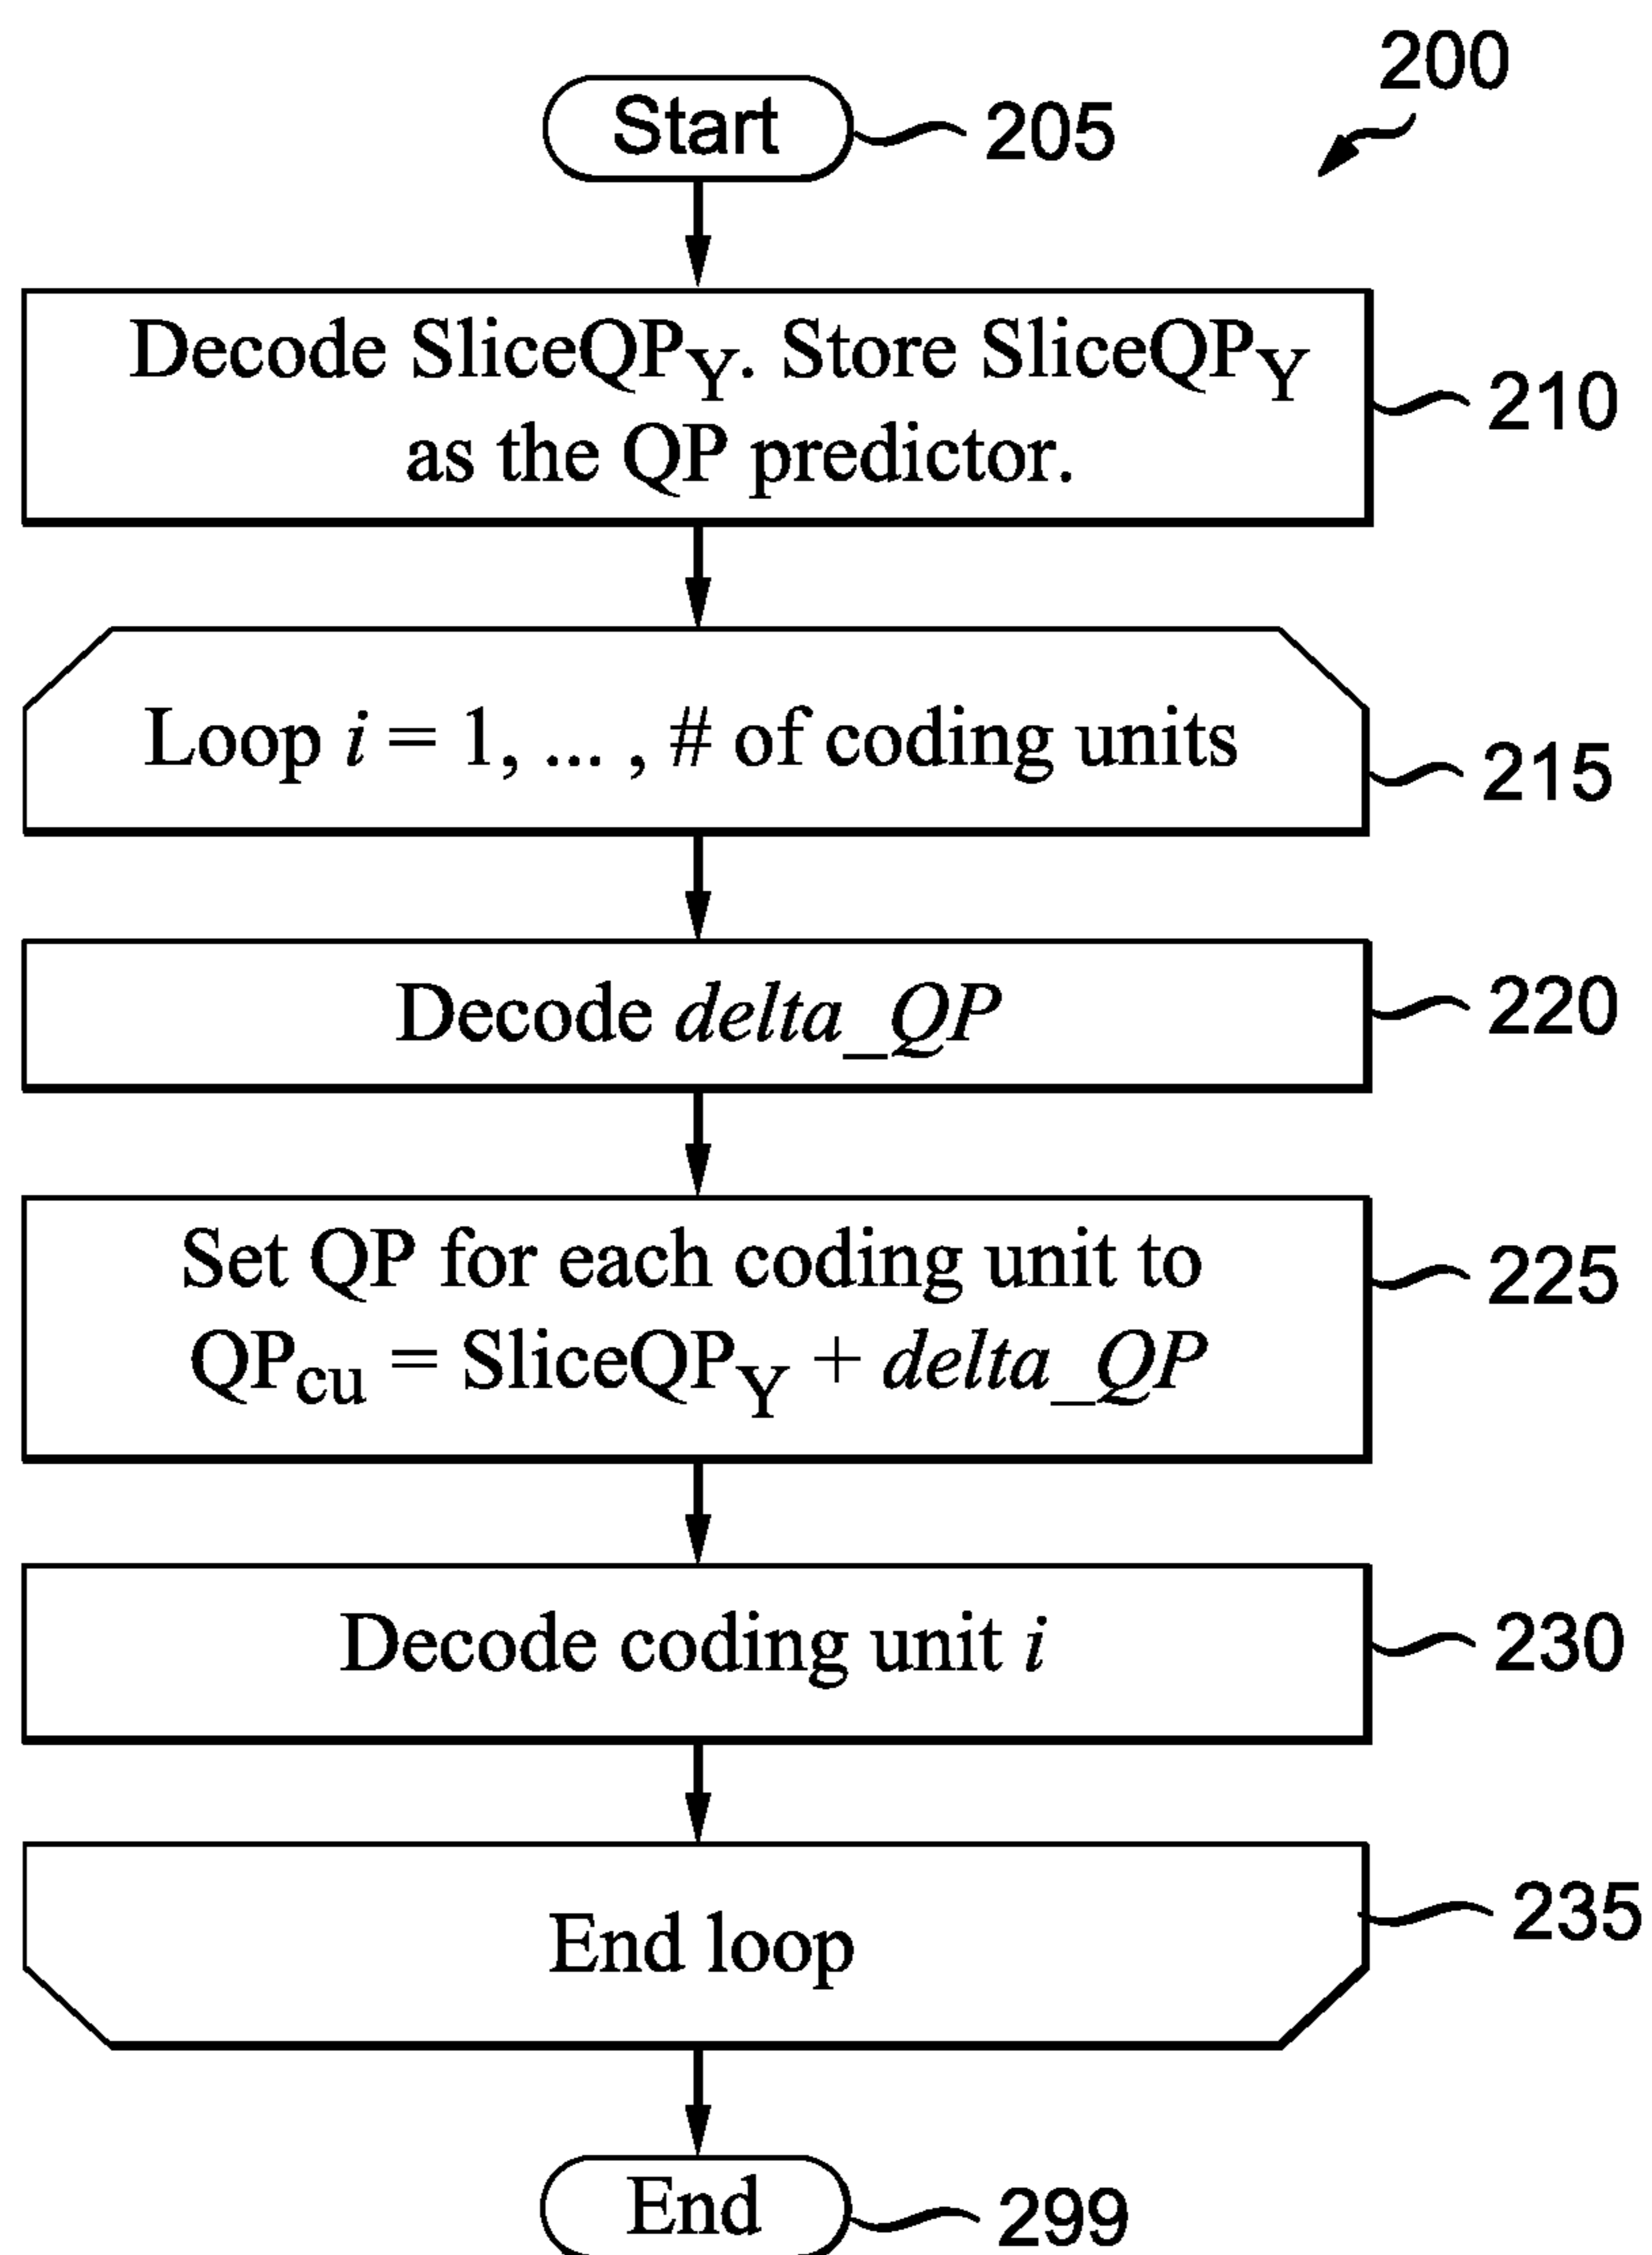 200
Start
205
Decode SliceQPY. Store SliceQPY
as the QP predictor.
210
Loop i = 1, ... , # of coding units
215
Decode delta_QP
220
Set QP for each coding unit to
QPcu = SliceQPY + delta_QP
225
Decode coding unit i
230
End loop
235
End
299